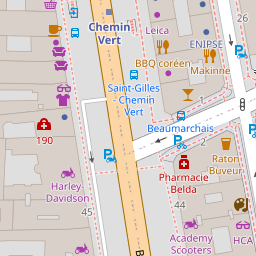 26
Chemin
Vert
Leica
ENIPSE
BBQ coréen
Makinne
Saint-Gilles
- Chemin
Vert
Beaumarchais
190
2
Raton
Buveur
Pharmacie
Belda
Harley
Davidson
45
44
Academy
Scooters
HCA
B